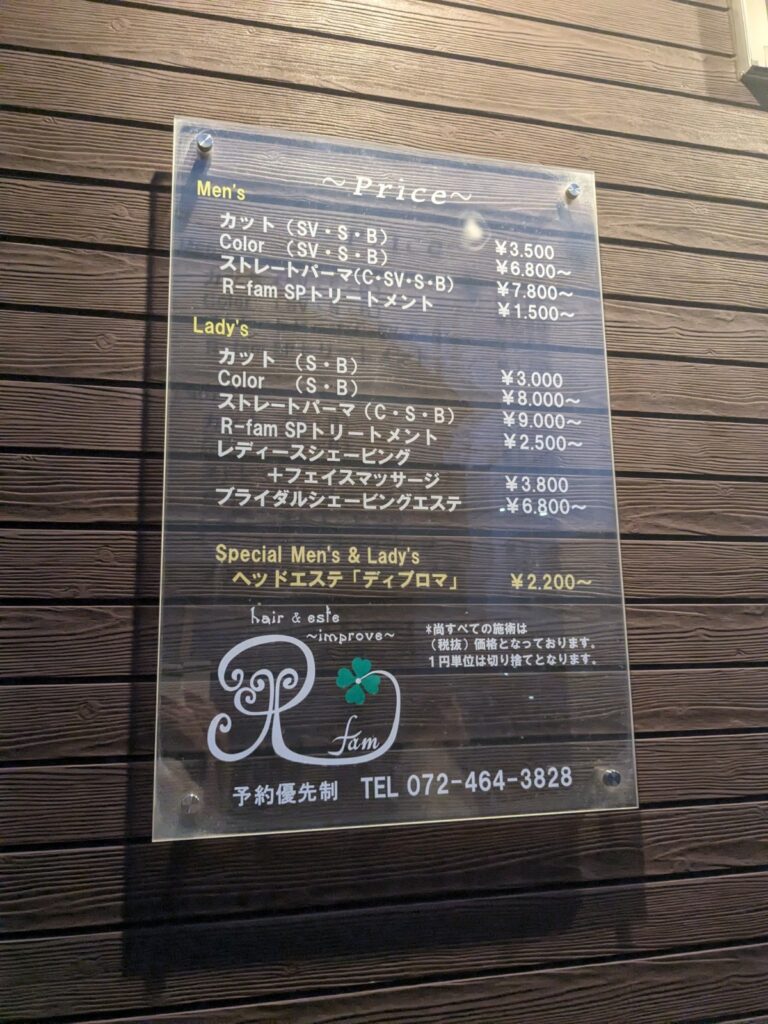 ~Price~
Men's
カット（SV・S・B） ¥3.500
Color （SV・S・B） ¥6.800～
ストレートパーマ(C・SV・S・B) ¥7.800～
R-fam SPトリートメント ¥1.500～
Lady's
カット （S・B） ¥3.000
Color （S・B） ¥8.000～
ストレートパーマ（C・S・B） ¥9.000～
R-fam SPトリートメント ¥2.500～
レディースシェービング
＋フェイスマッサージ ¥3.800
ブライダルシェービングエステ ¥6.800～
Special Men's & Lady's
ヘッドエステ「ディプロマ」 ¥2.200～
hair & este
~improve~
*尚すべての施術は
（税抜）価格となっております。
１円単位は切り捨てとなります。
R fam
予約優先制 TEL 072-464-3828